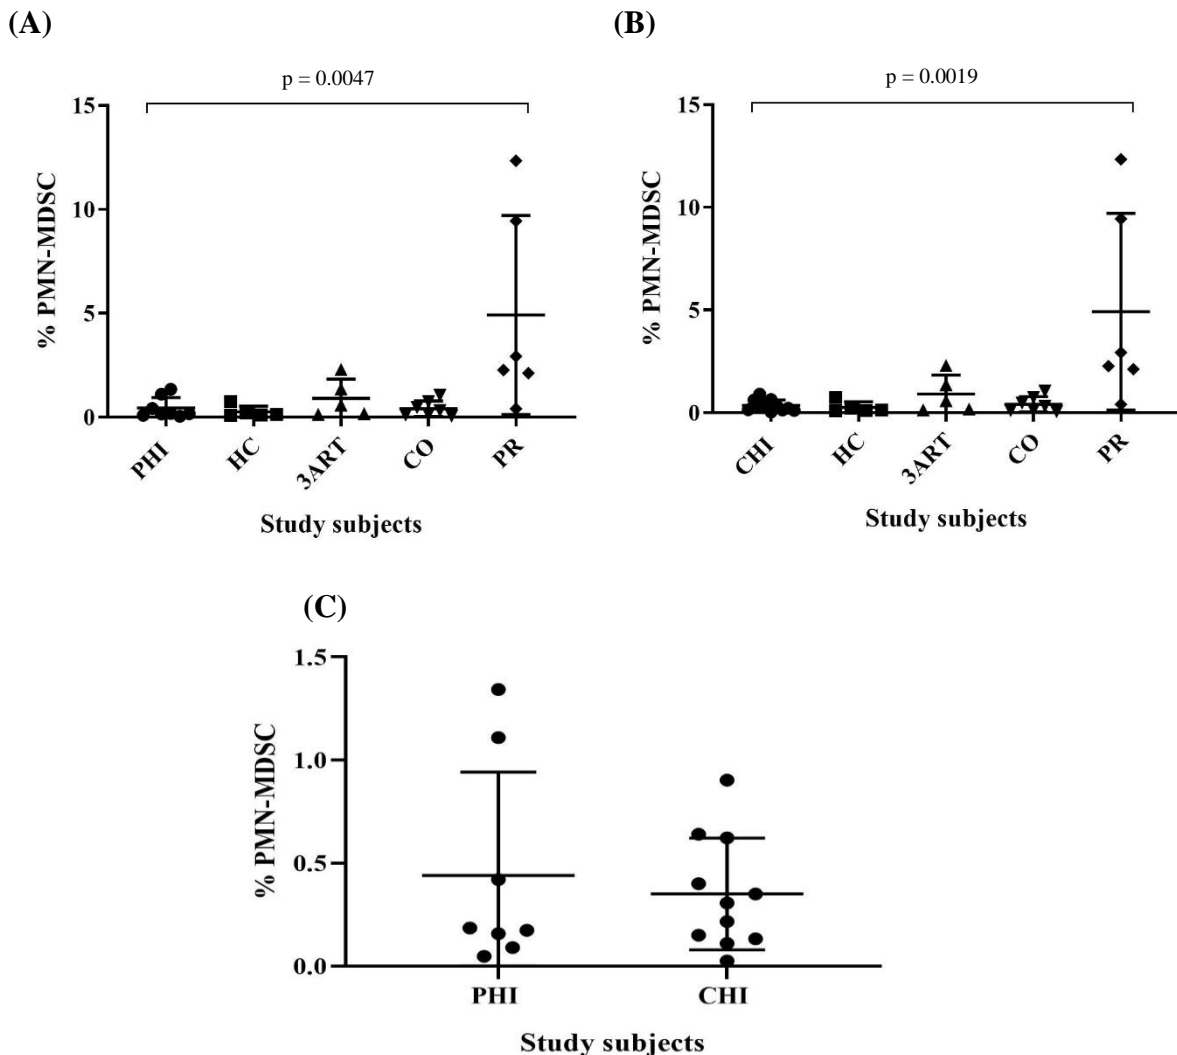 (A)
p = 0.0047
15
10
5
0
% PMN-MDSC
PHI
HC
3ART
CO
PR
Study subjects
(B)
p = 0.0019
15
10
5
0
% PMN-MDSC
CHI
HC
3ART
CO
PR
Study subjects
(C)
1.5
1.0
0.5
0.0
% PMN-MDSC
PHI
CHI
Study subjects